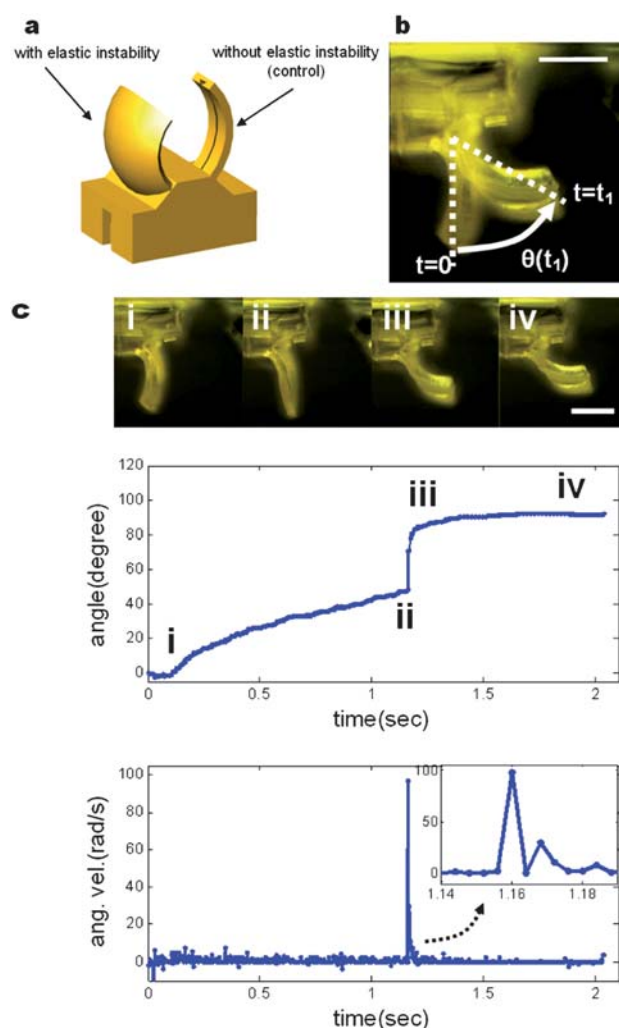 a
with elastic instability
without elastic instability
(control)
b
t=t1
t=0
θ(t1)
c
i
ii
iii
iv
120
100
80
60
40
20
0
angle(degree)
i
ii
iii
iv
0
0.5
1
1.5
2
time(sec)
100
80
60
40
20
0
ang. vel.(rad/s)
100
50
0
1.14
1.16
1.18
0
0.5
1
1.5
2
time(sec)